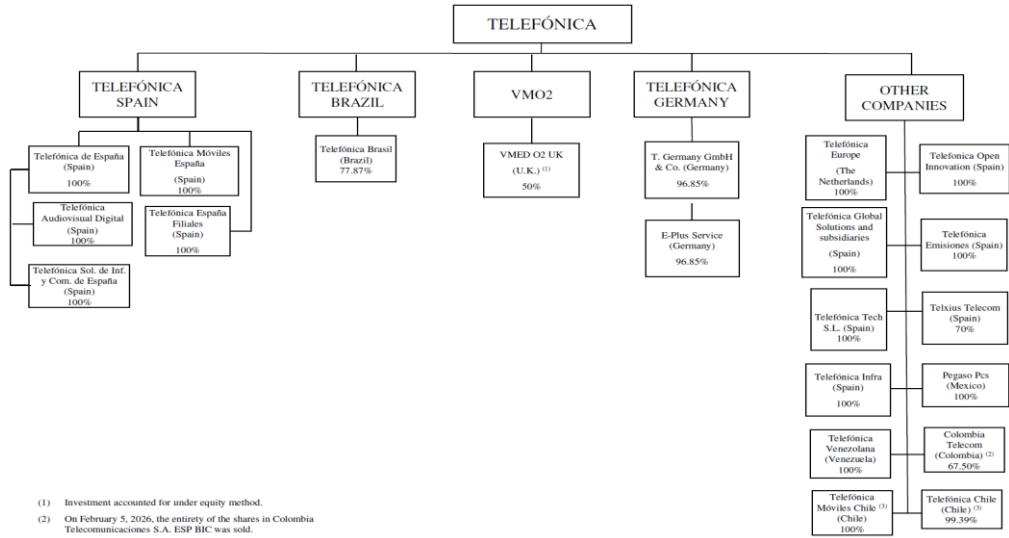 TELEFÓNICA
TELEFÓNICA
SPAIN
TELEFÓNICA
BRAZIL
VMO2
TELEFÓNICA
GERMANY
OTHER
COMPANIES
Telefónica de España
(Spain)
100%
Telefónica Móviles
España
(Spain)
100%
Telefónica
Audiovisual Digital
(Spain)
100%
Telefónica España
Filiales
(Spain)
100%
Telefónica Sol. de Inf.
y Com. de España
(Spain)
100%
Telefónica Brasil
(Brazil)
77.87%
VMED O2 UK
(U.K.) (1)
50%
T. Germany GmbH
& Co. (Germany)
96.85%
E-Plus Service
(Germany)
96.85%
Telefónica
Europe
(The
Netherlands)
100%
Telefonica Open
Innovation (Spain)
100%
Telefónica Global
Solutions and
subsidiaries
(Spain)
100%
Telefónica
Emisiones (Spain)
100%
Telefónica Tech
S.L. (Spain)
100%
Telxius Telecom
(Spain)
70%
Telefónica Infra
(Spain)
100%
Pegaso Pcs
(Mexico)
100%
Telefónica
Venezolana
(Venezuela)
100%
Colombia
Telecom
(Colombia) (2)
67.50%
Telefónica
Móviles Chile (3)
(Chile)
100%
Telefónica Chile
(Chile) (3)
99.39%
(1) Investment accounted for under equity method.
(2) On February 5, 2026, the entirety of the shares in Colombia
Telecomunicaciones S.A. ESP BIC was sold.